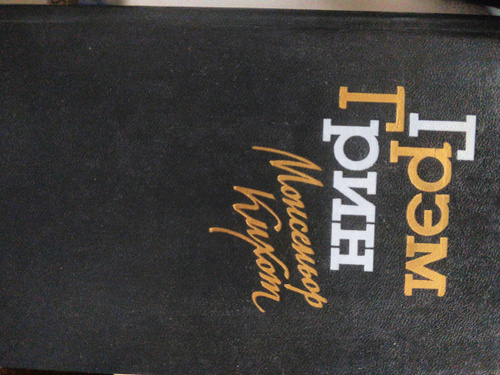 Грэм
Грин
Монсеньор
Кихот